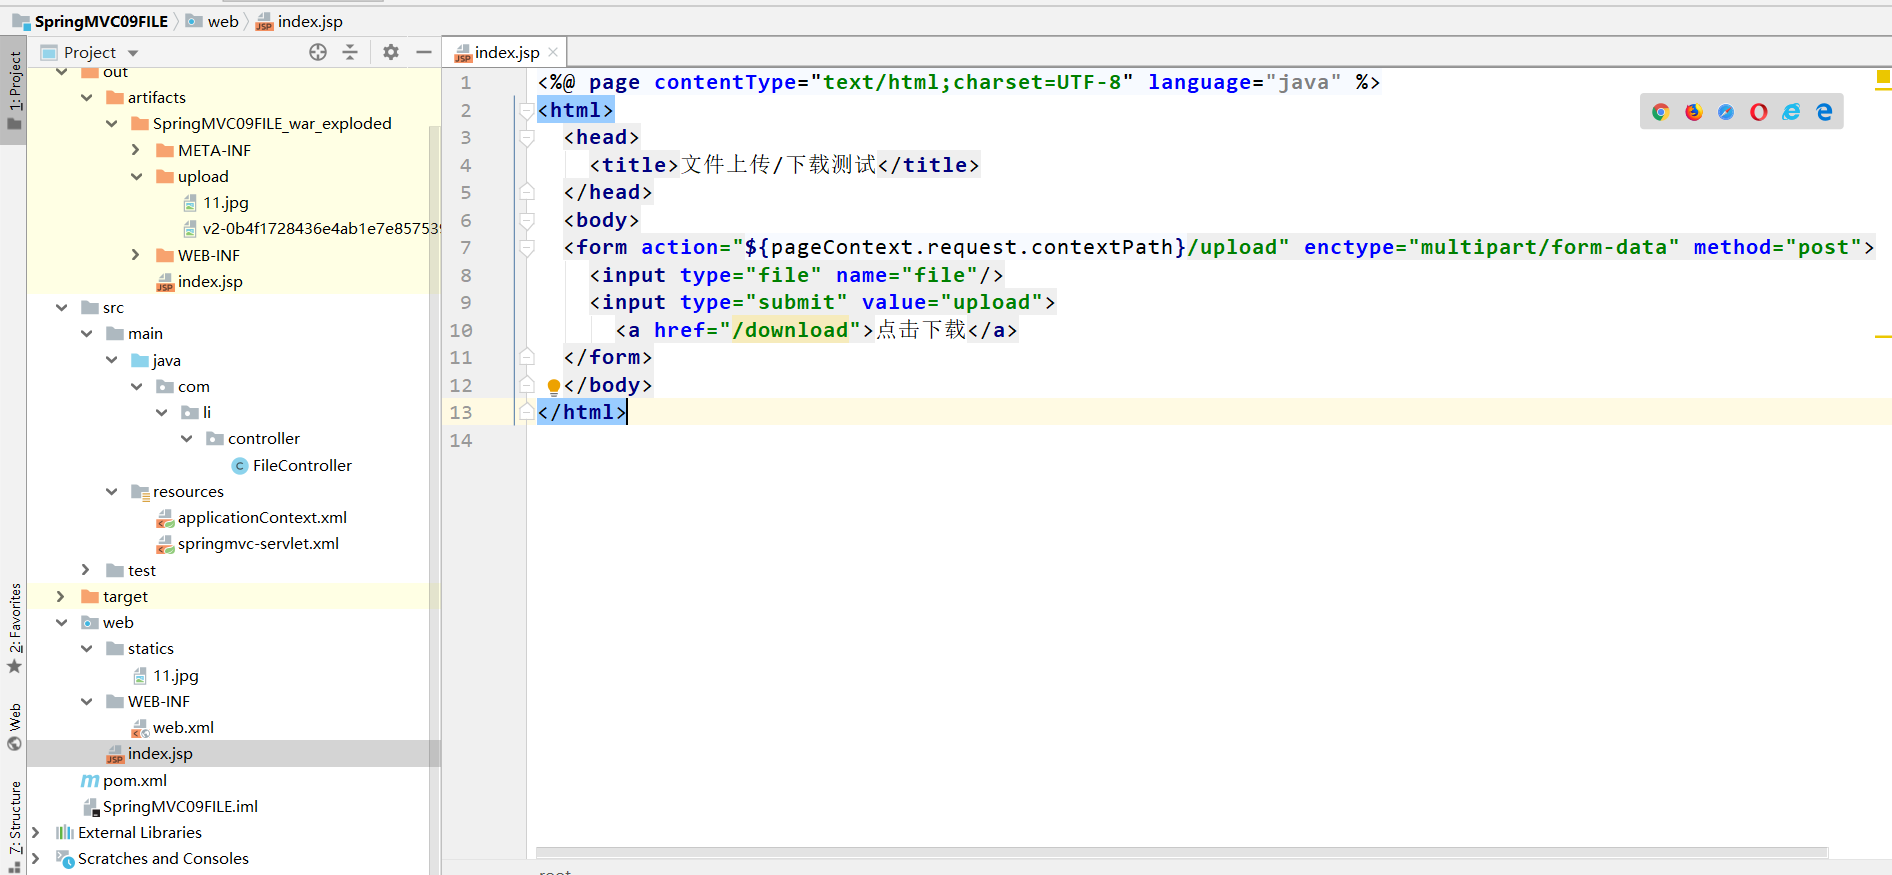 SpringMVC09FILE
web
index.jsp
1: Project
Project
out
artifacts
SpringMVC09FILE_war_exploded
META-INF
upload
11.jpg
v2-0b4f1728436e4ab1e7e85753
WEB-INF
index.jsp
src
main
java
com
li
controller
C FileController
resources
applicationContext.xml
springmvc-servlet.xml
test
target
web
statics
11.jpg
WEB-INF
web.xml
index.jsp
m pom.xml
SpringMVC09FILE.iml
External Libraries
Scratches and Consoles
2: Favorites
Web
Z: Structure
index.jsp
1 <%@ page contentType="text/html;charset=UTF-8" language="java" %>
2 <html>
3 <head>
4 <title>文件上传/下载测试</title>
5 </head>
6 <body>
7 <form action="${pageContext.request.contextPath}/upload" enctype="multipart/form-data" method="post">
8 <input type="file" name="file"/>
9 <input type="submit" value="upload">
10 <a href="/download">点击下载</a>
11 </form>
12 </body>
13 </html>
14